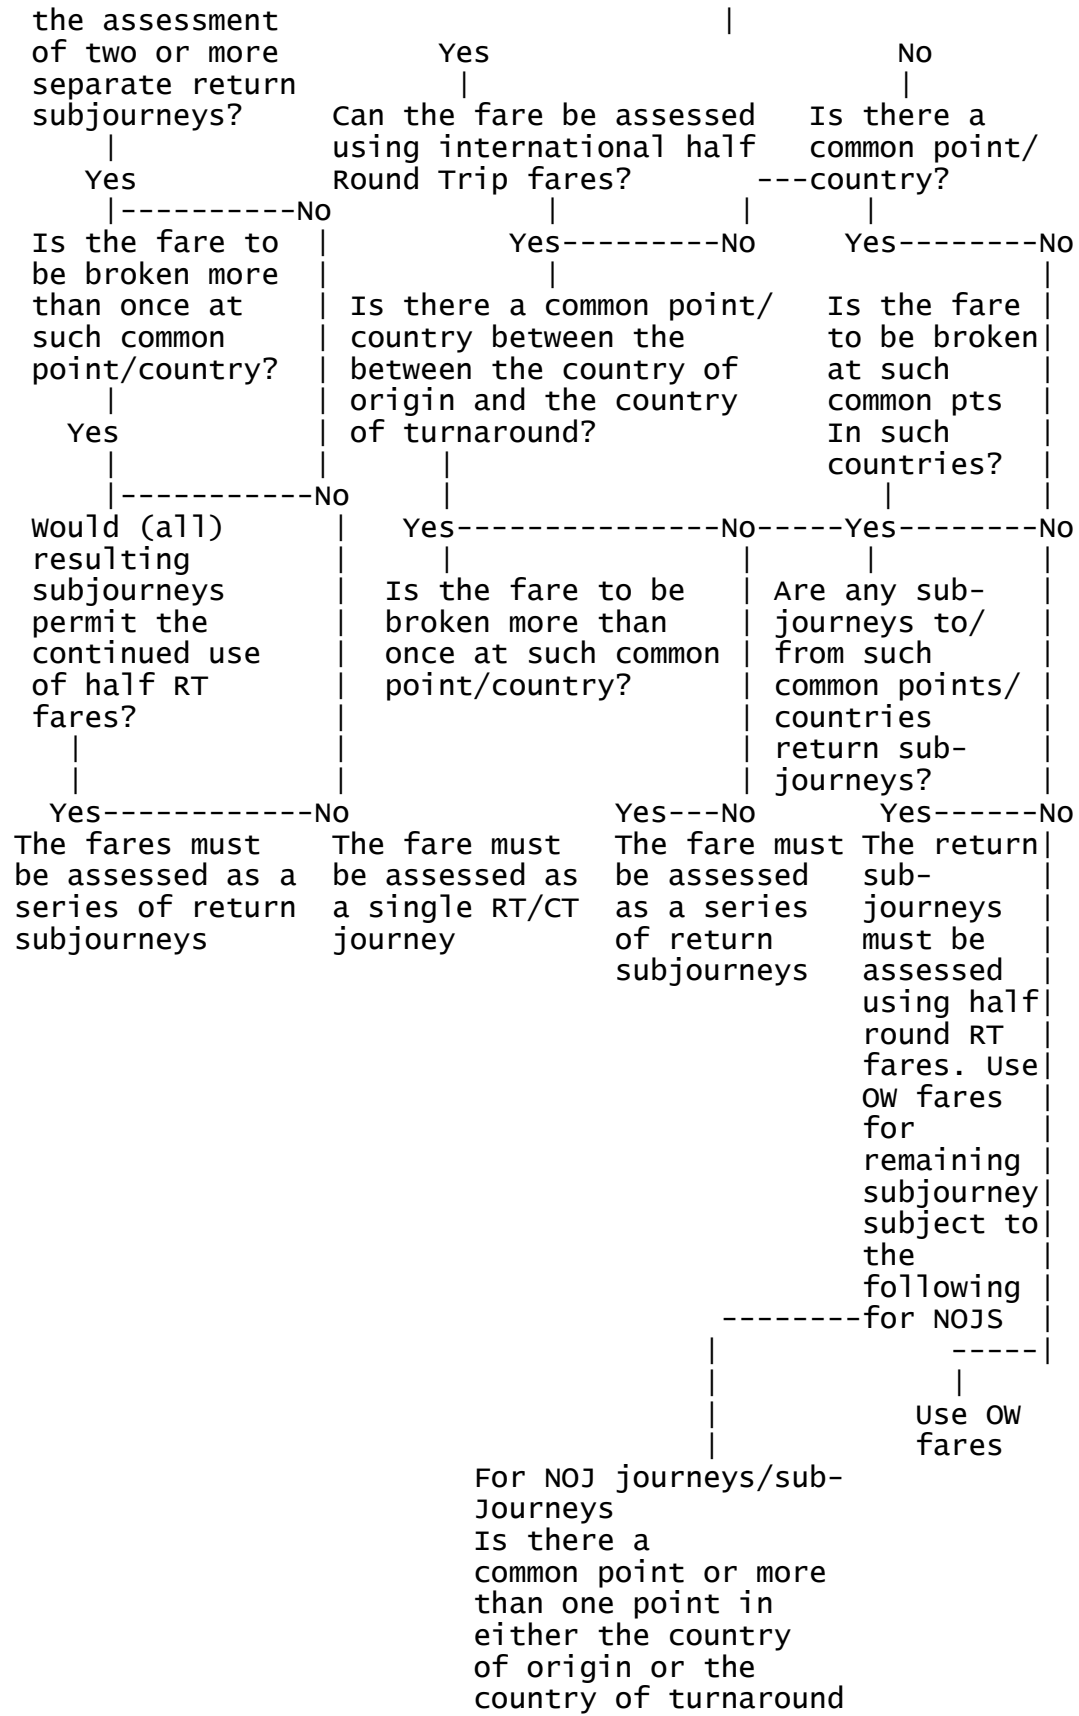 the assessment                         |
of two or more         Yes                       No
separate return         |                        |
subjourneys?     Can the fare be assessed   Is there a
    |            using international half   common point/
   Yes           Round Trip fares?       ---country?
    |----------No            |          |      |
Is the fare to  |          Yes---------No     Yes--------No
be broken more  |            |                           |
than once at    | Is there a common point/   Is the fare |
such common     | country between the        to be broken|
point/country?  | between the country of     at such     |
    |           | origin and the country     common pts  |
  Yes           | of turnaround?             In such     |
    |           |      |                     countries?  |
    |-----------No     |                        |        |
Would (all)      |   Yes---------------No-----Yes--------No
resulting        |     |                |      |         |
subjourneys      |  Is the fare to be   | Are any sub-   |
permit the       |  broken more than    | journeys to/   |
continued use    |  once at such common | from such      |
of half RT       |  point/country?      | common points/ |
fares?           |                      | countries      |
  |              |                      | return sub-    |
  |              |                      | journeys?      |
 Yes------------No               Yes---No       Yes------No
The fares must    The fare must   The fare must The return|
be assessed as a  be assessed as  be assessed   sub-      |
series of return  a single RT/CT  as a series   journeys  |
subjourneys       journey         of return     must be   |
                                  subjourneys   assessed  |
                                                using half|
                                                round RT  |
                                                fares. Use|
                                                OW fares  |
                                                for       |
                                                remaining |
                                                subjourney|
                                                subject to|
                                                the       |
                                                following |
                                        --------for NOJS  |
                                       |             -----|
                                       |             |
                                       |           Use OW
                                       |           fares
                          For NOJ journeys/sub-
                          Journeys
                          Is there a
                          common point or more
                          than one point in
                          either the country
                          of origin or the
                          country of turnaround